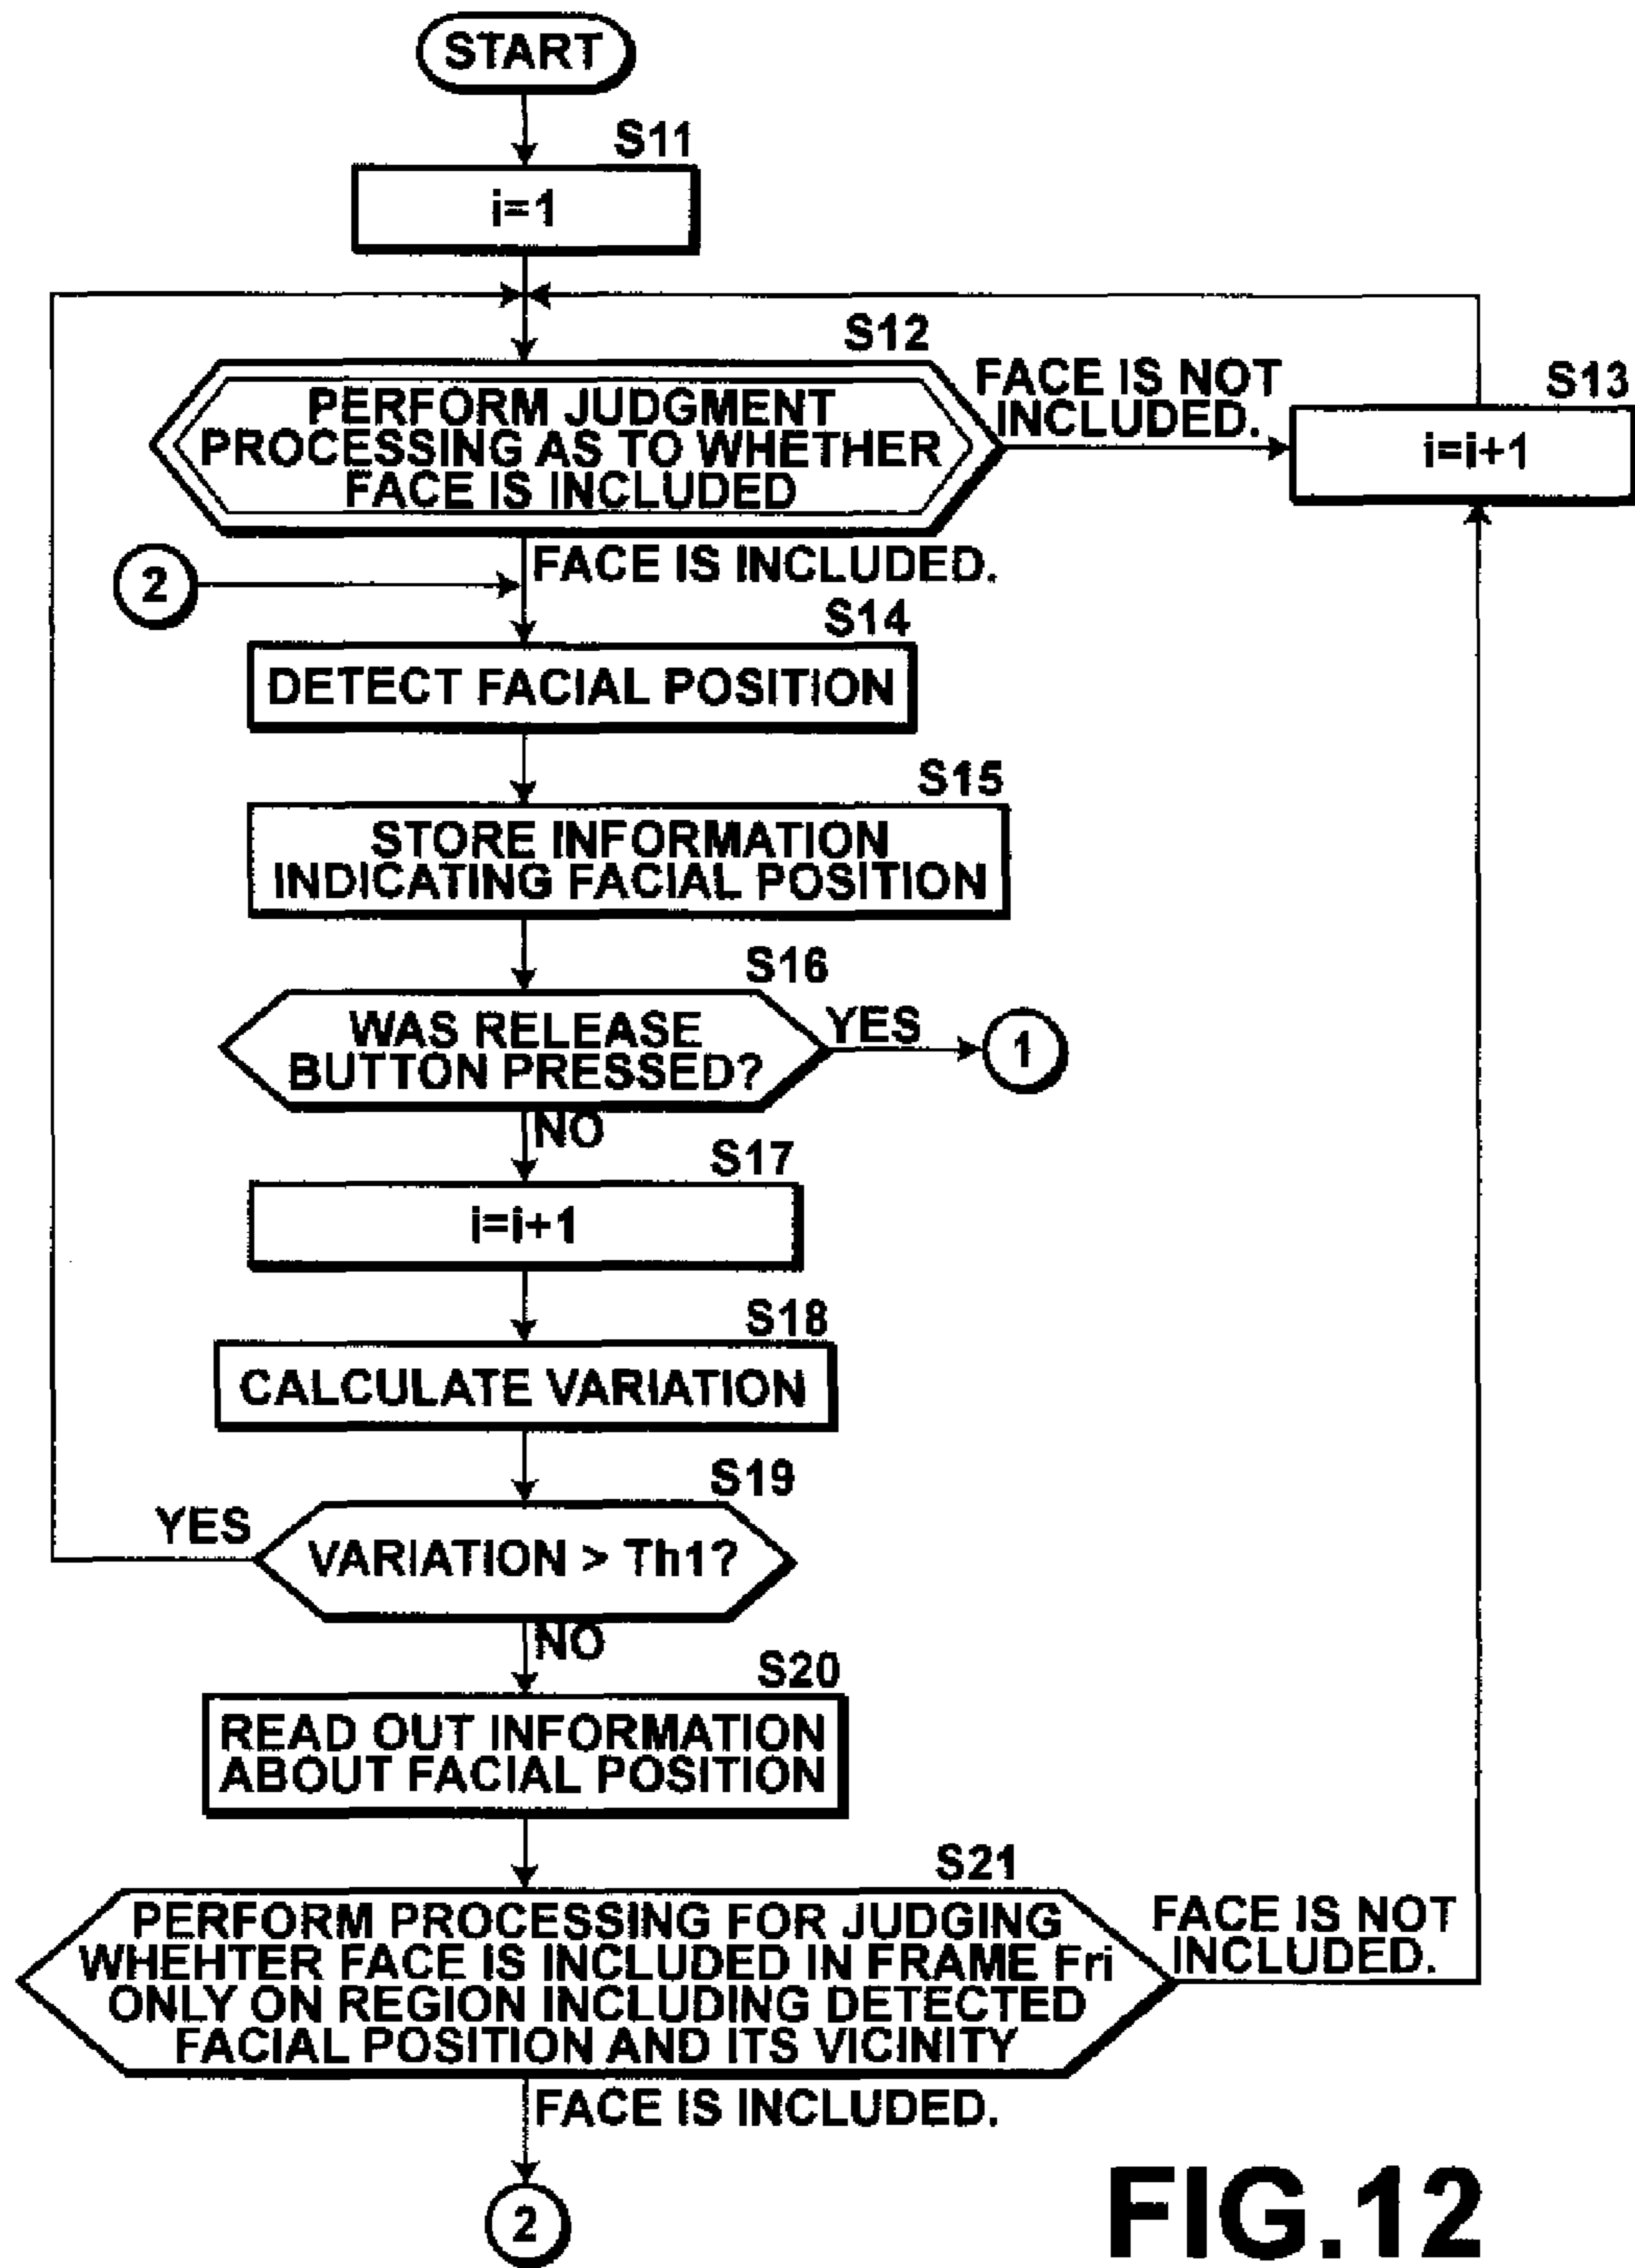 START
S11
i=1
S12
PERFORM JUDGMENT
PROCESSING AS TO WHETHER
FACE IS INCLUDED
FACE IS NOT
INCLUDED.
S13
i=i+1
FACE IS INCLUDED.
2
S14
DETECT FACIAL POSITION
S15
STORE INFORMATION
INDICATING FACIAL POSITION
S16
WAS RELEASE
BUTTON PRESSED?
YES
1
NO
S17
i=i+1
S18
CALCULATE VARIATION
S19
YES
VARIATION > Th1?
NO
S20
READ OUT INFORMATION
ABOUT FACIAL POSITION
S21
PERFORM PROCESSING FOR JUDGING
WHEHTER FACE IS INCLUDED IN FRAME Fri
ONLY ON REGION INCLUDING DETECTED
FACIAL POSITION AND ITS VICINITY
FACE IS NOT
INCLUDED.
FACE IS INCLUDED.
2
FIG.12